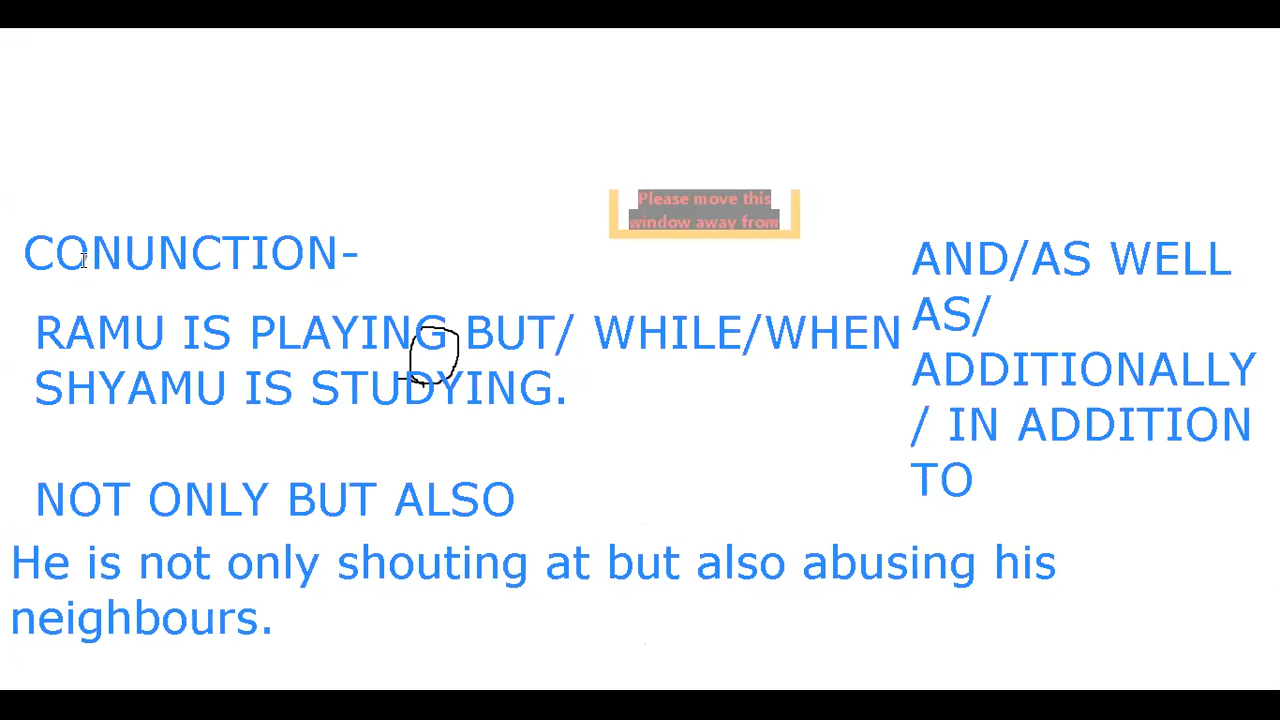 Please move this
window away from
CONUNCTION-
RAMU IS PLAYING BUT/ WHILE/WHEN
SHYAMU IS STUDYING.
NOT ONLY BUT ALSO
He is not only shouting at but also abusing his
neighbours.
AND/AS WELL
AS/
ADDITIONALLY
/ IN ADDITION
TO